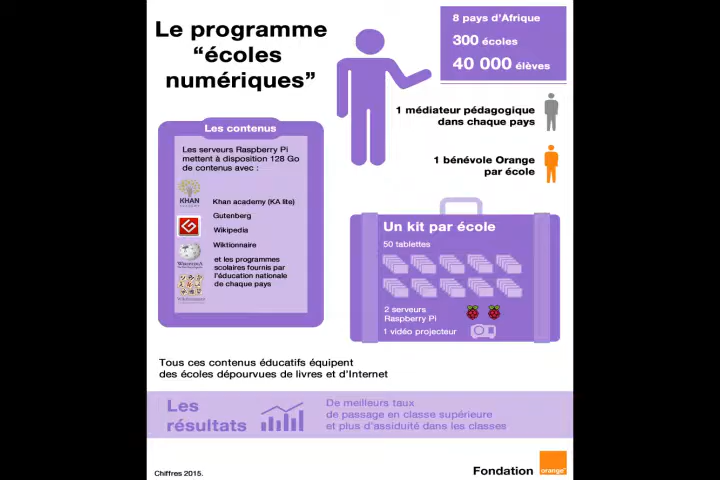 Le programme
“écoles
numériques”
8 pays d’Afrique
300 écoles
40 000 élèves
1 médiateur pédagogique
dans chaque pays
1 bénévole Orange
par école
Les contenus
Les serveurs Raspberry Pi
mettent à disposition 128 Go
de contenus avec :
KHAN
Khan academy (KA lite)
Gutenberg
Wikipedia
Wiktionnaire
et les programmes
scolaires fournis par
l’éducation nationale
de chaque pays
Un kit par école
50 tablettes
2 serveurs
Raspberry Pi
1 vidéo projecteur
Tous ces contenus éducatifs équipent
des écoles dépourvues de livres et d’Internet
Les
résultats
De meilleurs taux
de passage en classe supérieure
et plus d’assiduité dans les classes
Chiffres 2015.
Fondation
orange